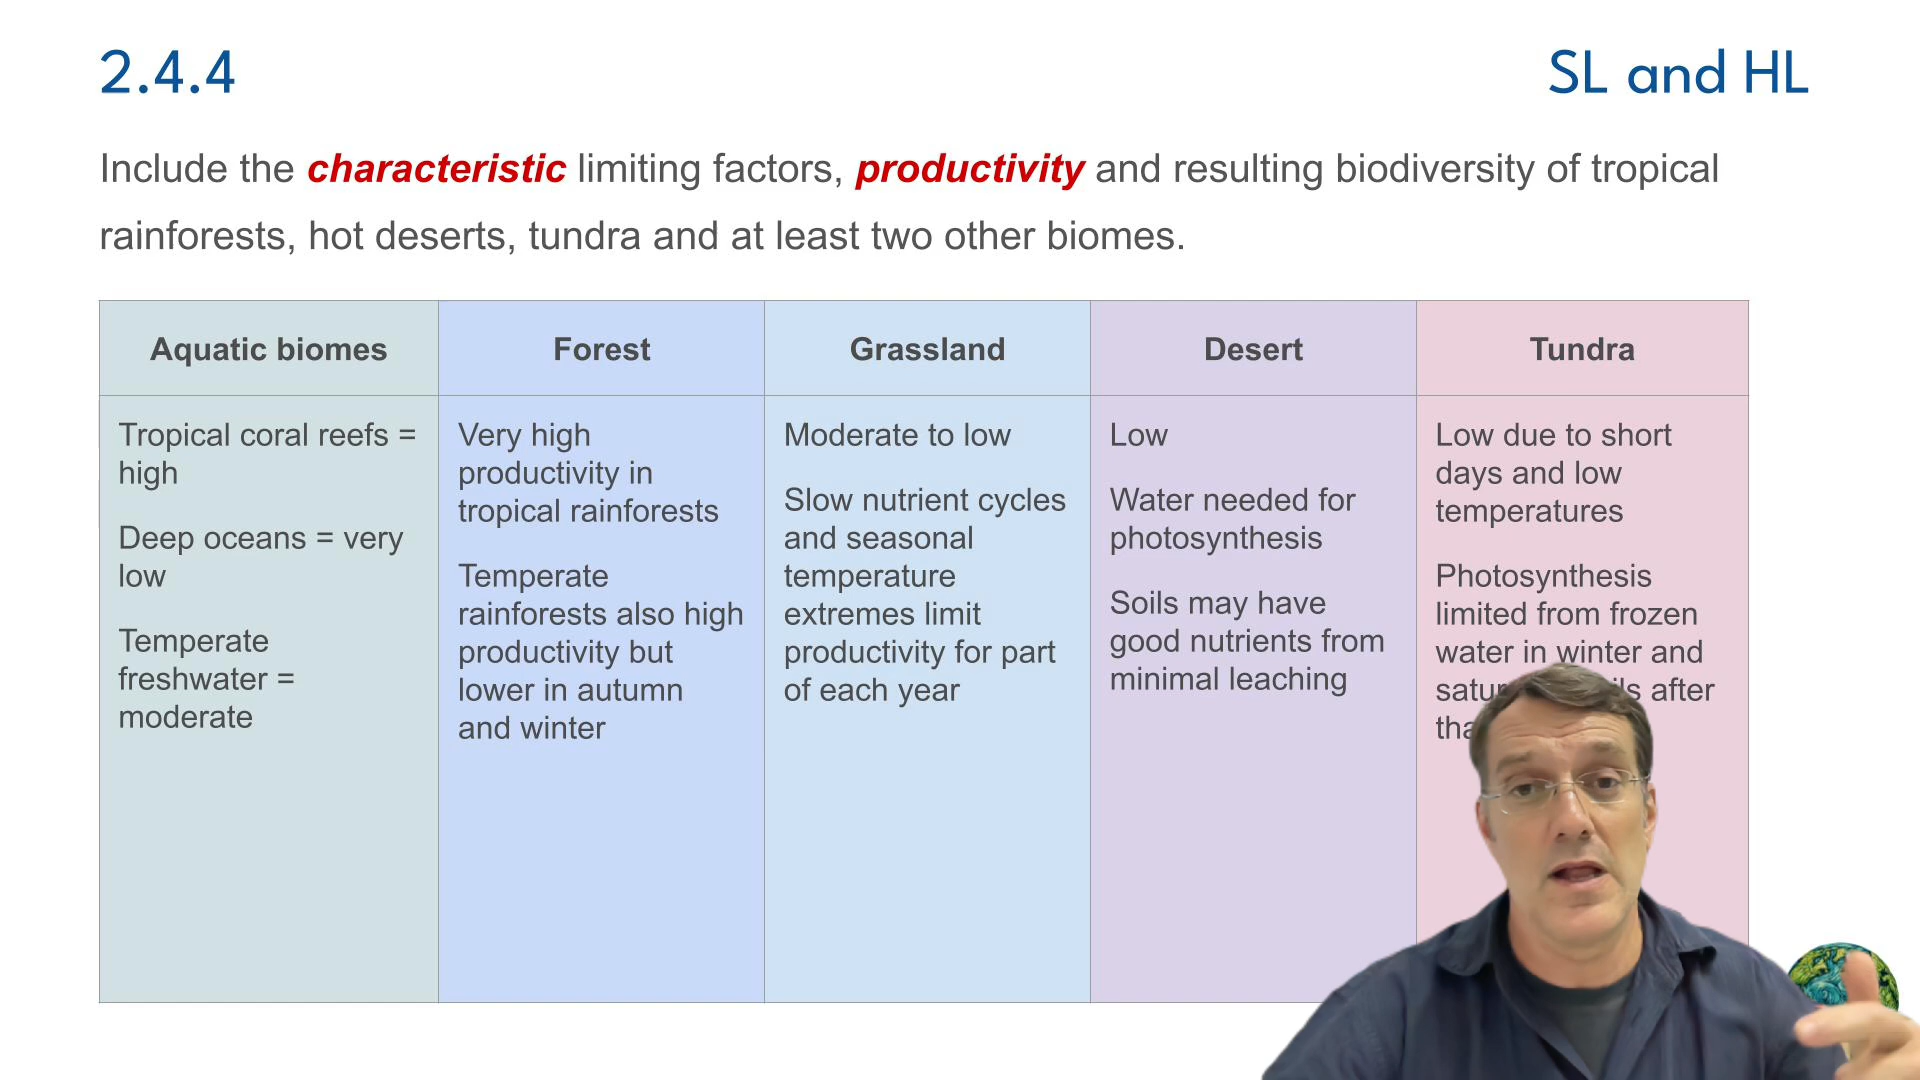 2.4.4
SL and HL
Include the characteristic limiting factors, productivity and resulting biodiversity of tropical
rainforests, hot deserts, tundra and at least two other biomes.
Aquatic biomes
Tropical coral reefs =
high
Deep oceans = very
low
Temperate
freshwater =
moderate
Forest
Very high
productivity in
tropical rainforests
Temperate
rainforests also high
productivity but
lower in autumn
and winter
Grassland
Moderate to low
Slow nutrient cycles
and seasonal
temperature
extremes limit
productivity for part
of each year
Desert
Low
Water needed for
photosynthesis
Soils may have
good nutrients from
minimal leaching
Tundra
Low due to short
days and low
temperatures
Photosynthesis
limited from frozen
water in winter and
after